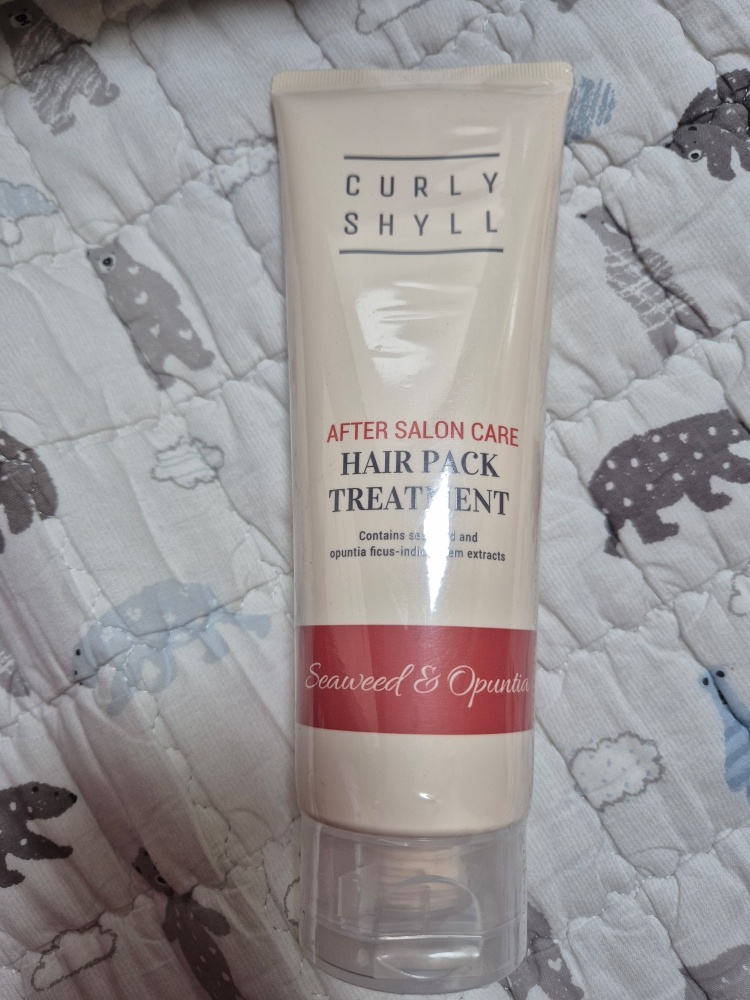 CURLY
SHYLL
AFTER SALON CARE
HAIR PACK
TREATMENT
Contains and
opuntia extracts
Seaweed & Opuntia